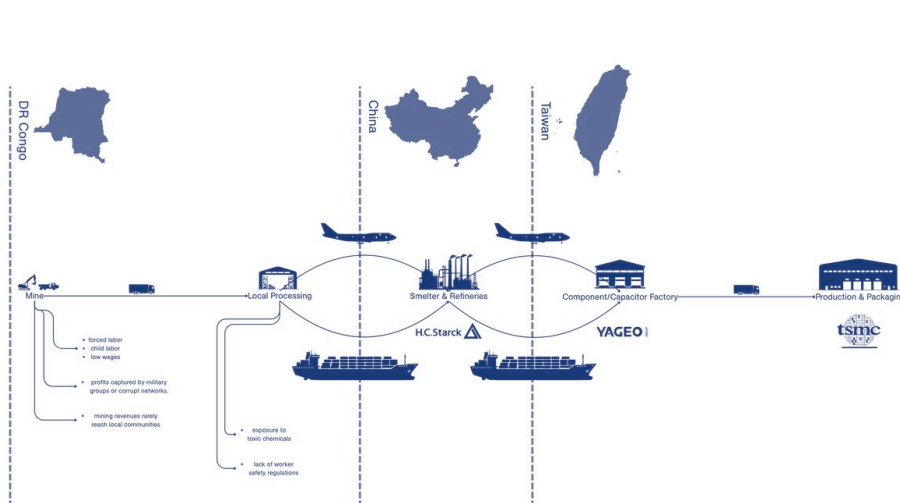 DR Congo
China
Taiwan
Mine
Local Processing
Smelter & Refineries
Component/Capacitor Factory
Production & Packagin
H.C.Starck
YAGEO
tsmc
• forced labor
• child labor
• low wages
• profits captured by military
groups or corrupt networks.
• mining revenues rarely
reach local communities
• exposure to
toxic chemicals
• lack of worker
safety regulations